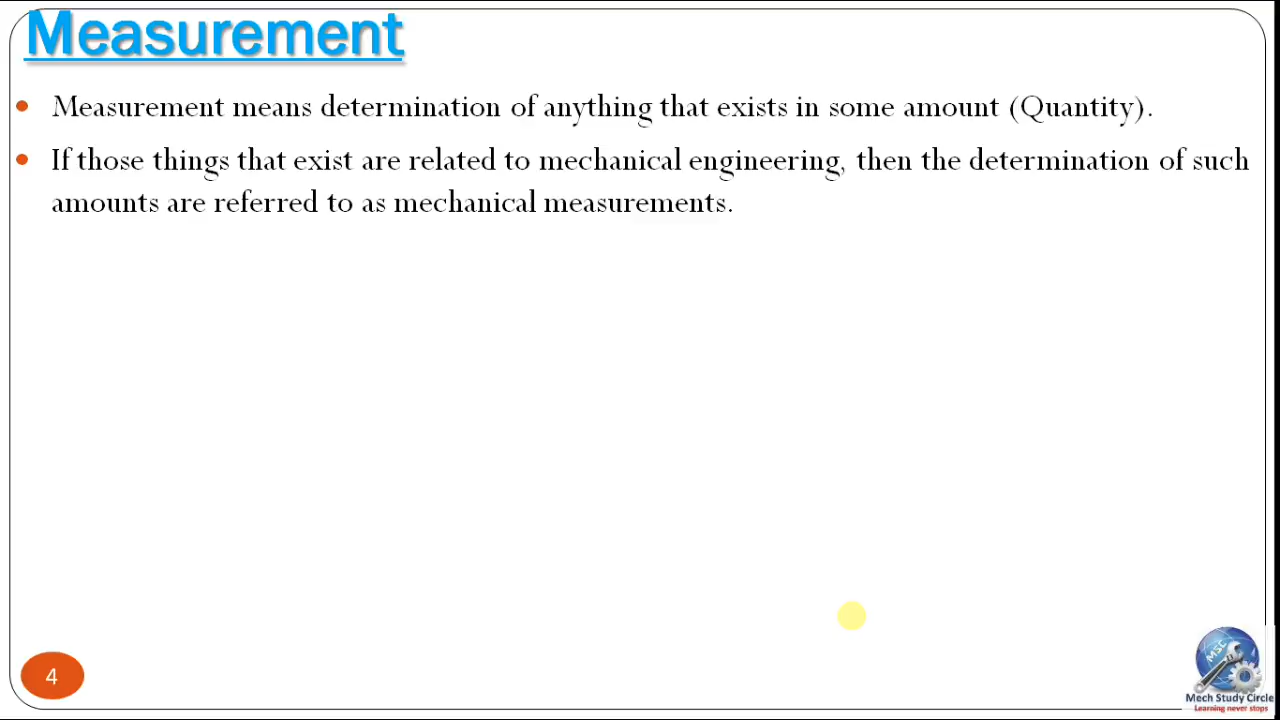 Measurement
Measurement means determination of anything that exists in some amount (Quantity).
If those things that exist are related to mechanical engineering, then the determination of such
amounts are referred to as mechanical measurements.
4
MSC
Mech Study Circle
Learning never stops